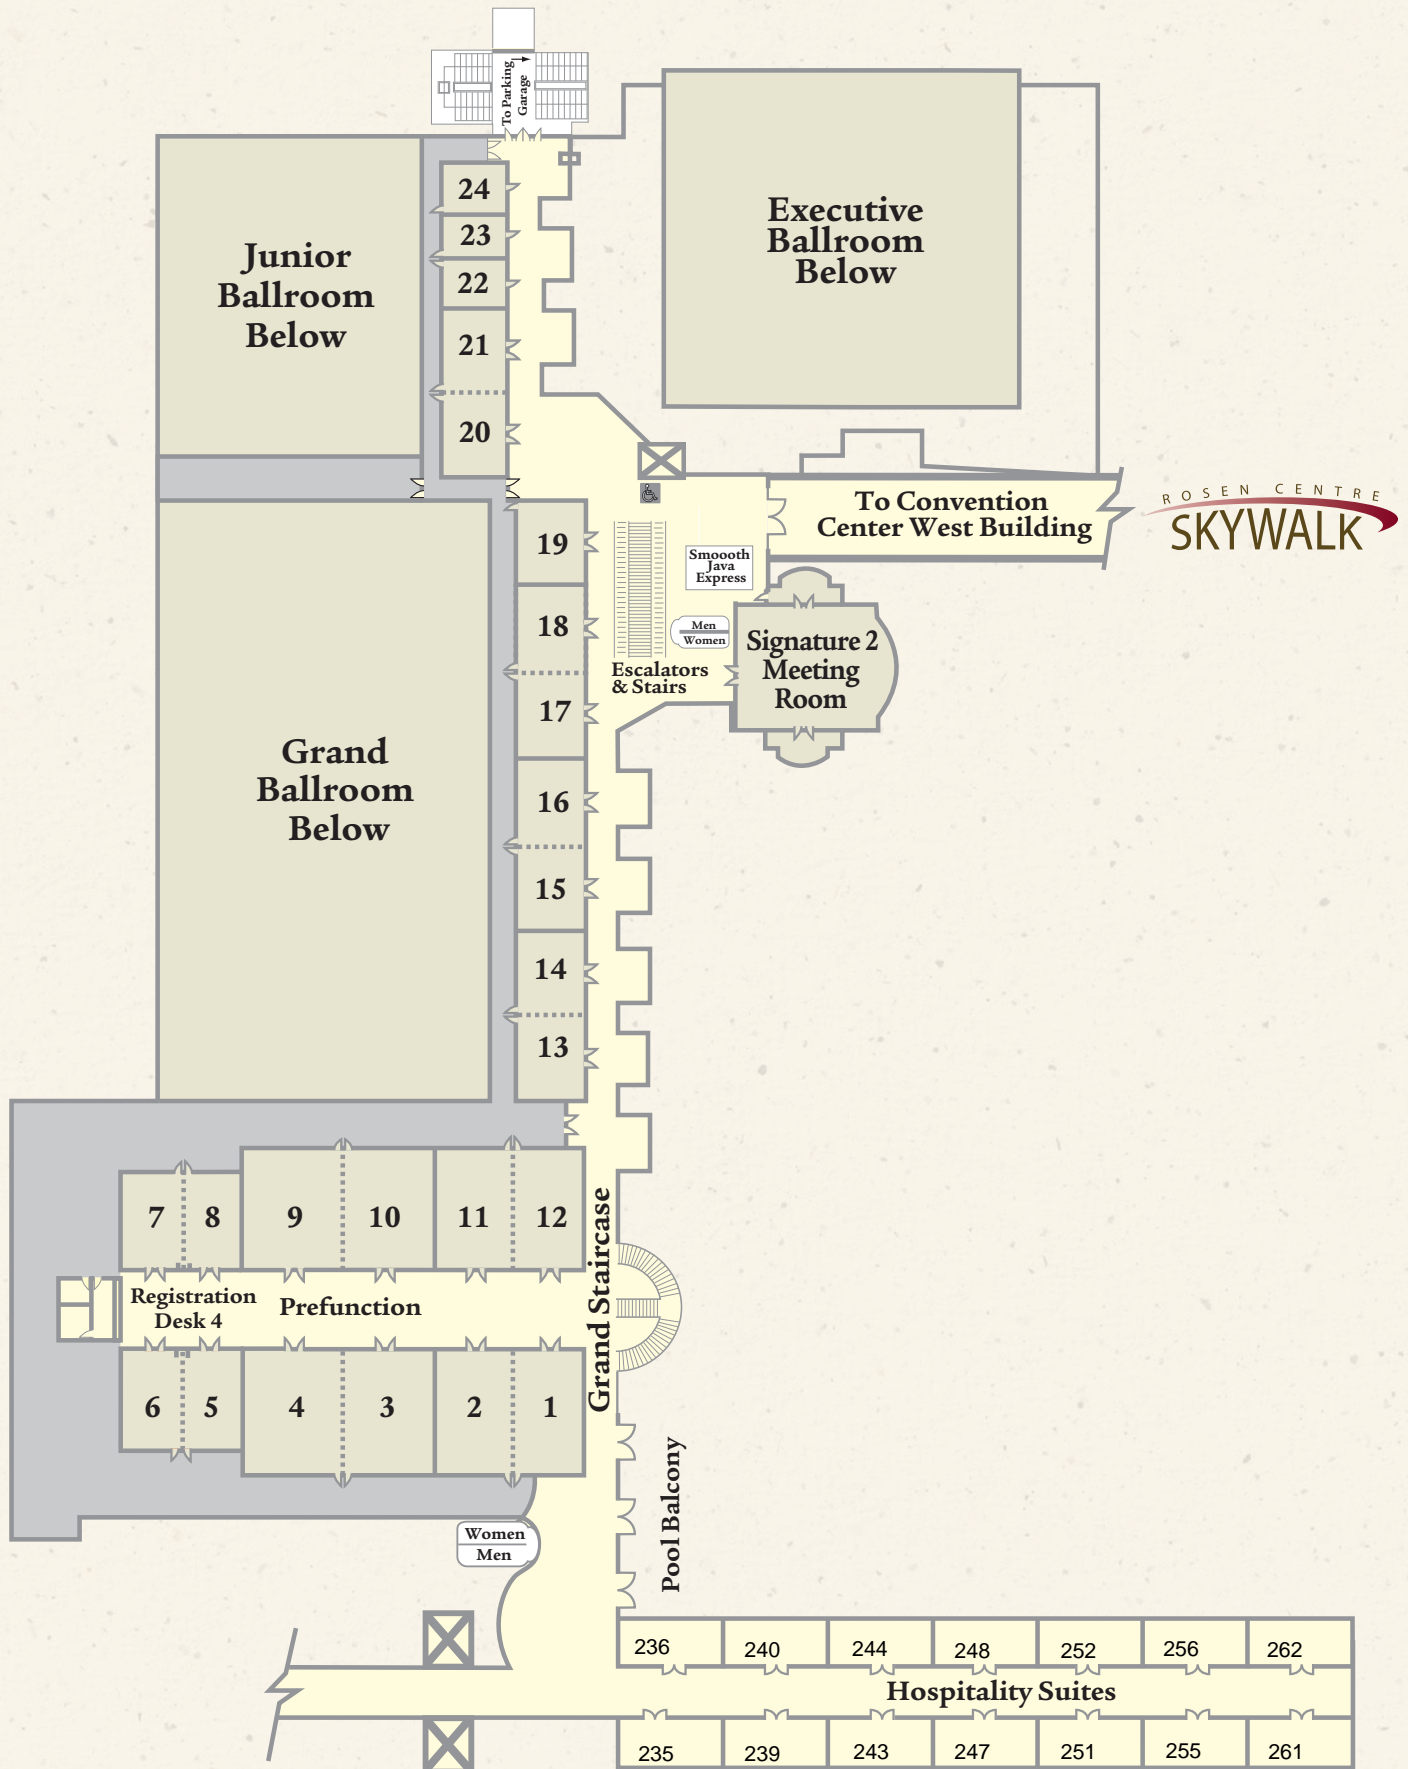 To Parking
Garage
24
23
22
21
20
Junior
Ballroom
Below
Executive
Ballroom
Below
To Convention
Center West Building
ROSEN CENTRE
SKYWALK
19
18
17
16
15
14
13
Smoooth
Java
Express
Men
Women
Escalators
& Stairs
Signature 2
Meeting
Room
Grand
Ballroom
Below
7
8
9
10
11
12
Registration
Desk 4
Prefunction
Grand Staircase
6
5
4
3
2
1
Pool Balcony
Women
Men
236
240
244
248
252
256
262
Hospitality Suites
235
239
243
247
251
255
261